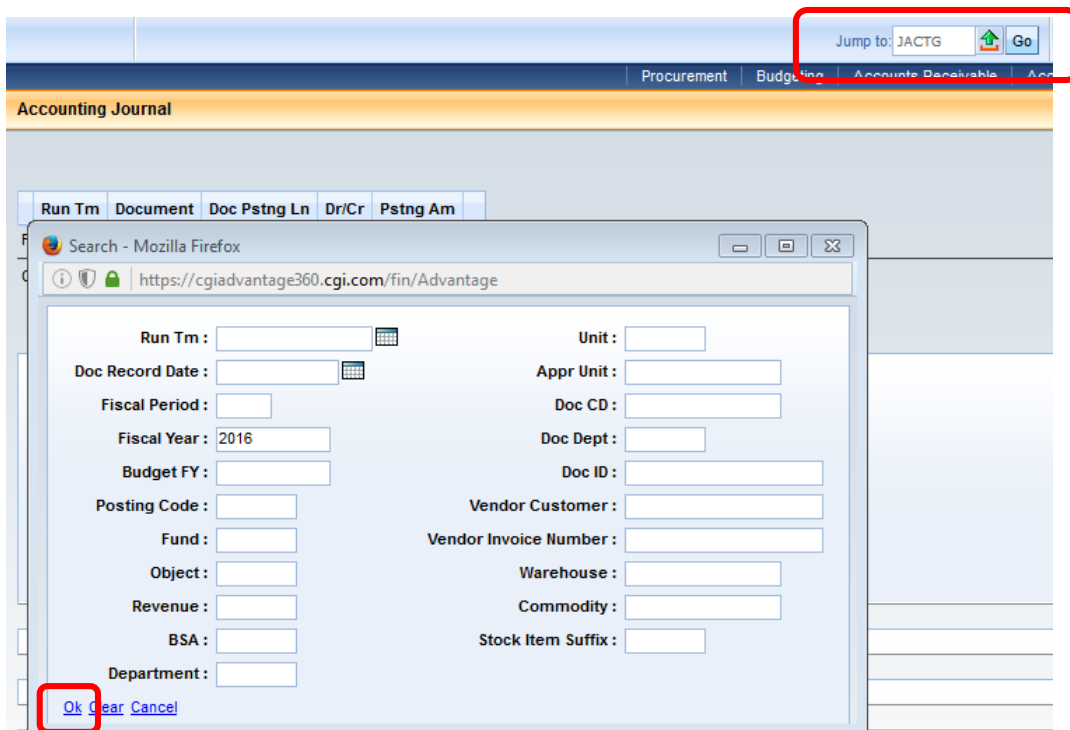 Jump to: JACTG Go
Procurement Budgeting Accounts Receivable Acc
Accounting Journal
Run Tm Document Doc Pstng Ln Dr/Cr Pstng Am
Search - Mozilla Firefox
https://cgiadvantage360.cgi.com/fin/Advantage
Run Tm : Unit :
Doc Record Date : Appr Unit :
Fiscal Period : Doc CD :
Fiscal Year : 2016 Doc Dept :
Budget FY : Doc ID :
Posting Code : Vendor Customer :
Fund : Vendor Invoice Number :
Object : Warehouse :
Revenue : Commodity :
BSA : Stock Item Suffix :
Department :
Ok Clear Cancel